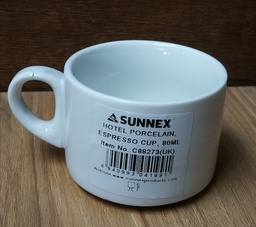 SUNNEX
HOTEL PORCELAIN,
ESPRESSO CUP, 80ML
Item No. C88273(UK)